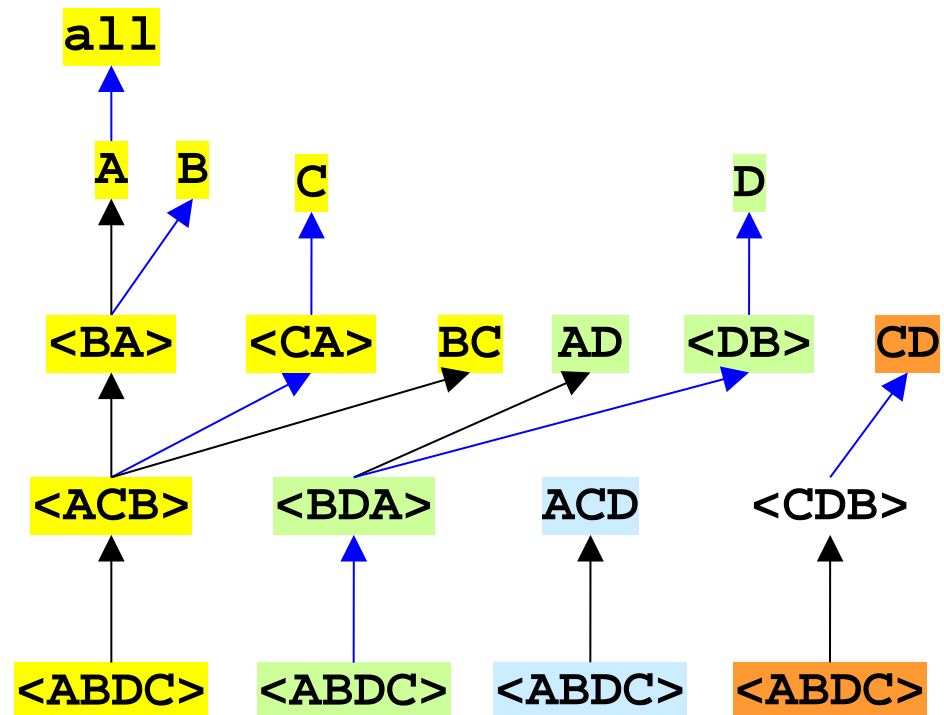 all
A B C D
<BA> <CA> BC AD <DB> CD
<ACB> <BDA> ACD <CDB>
<ABDC> <ABDC> <ABDC> <ABDC>